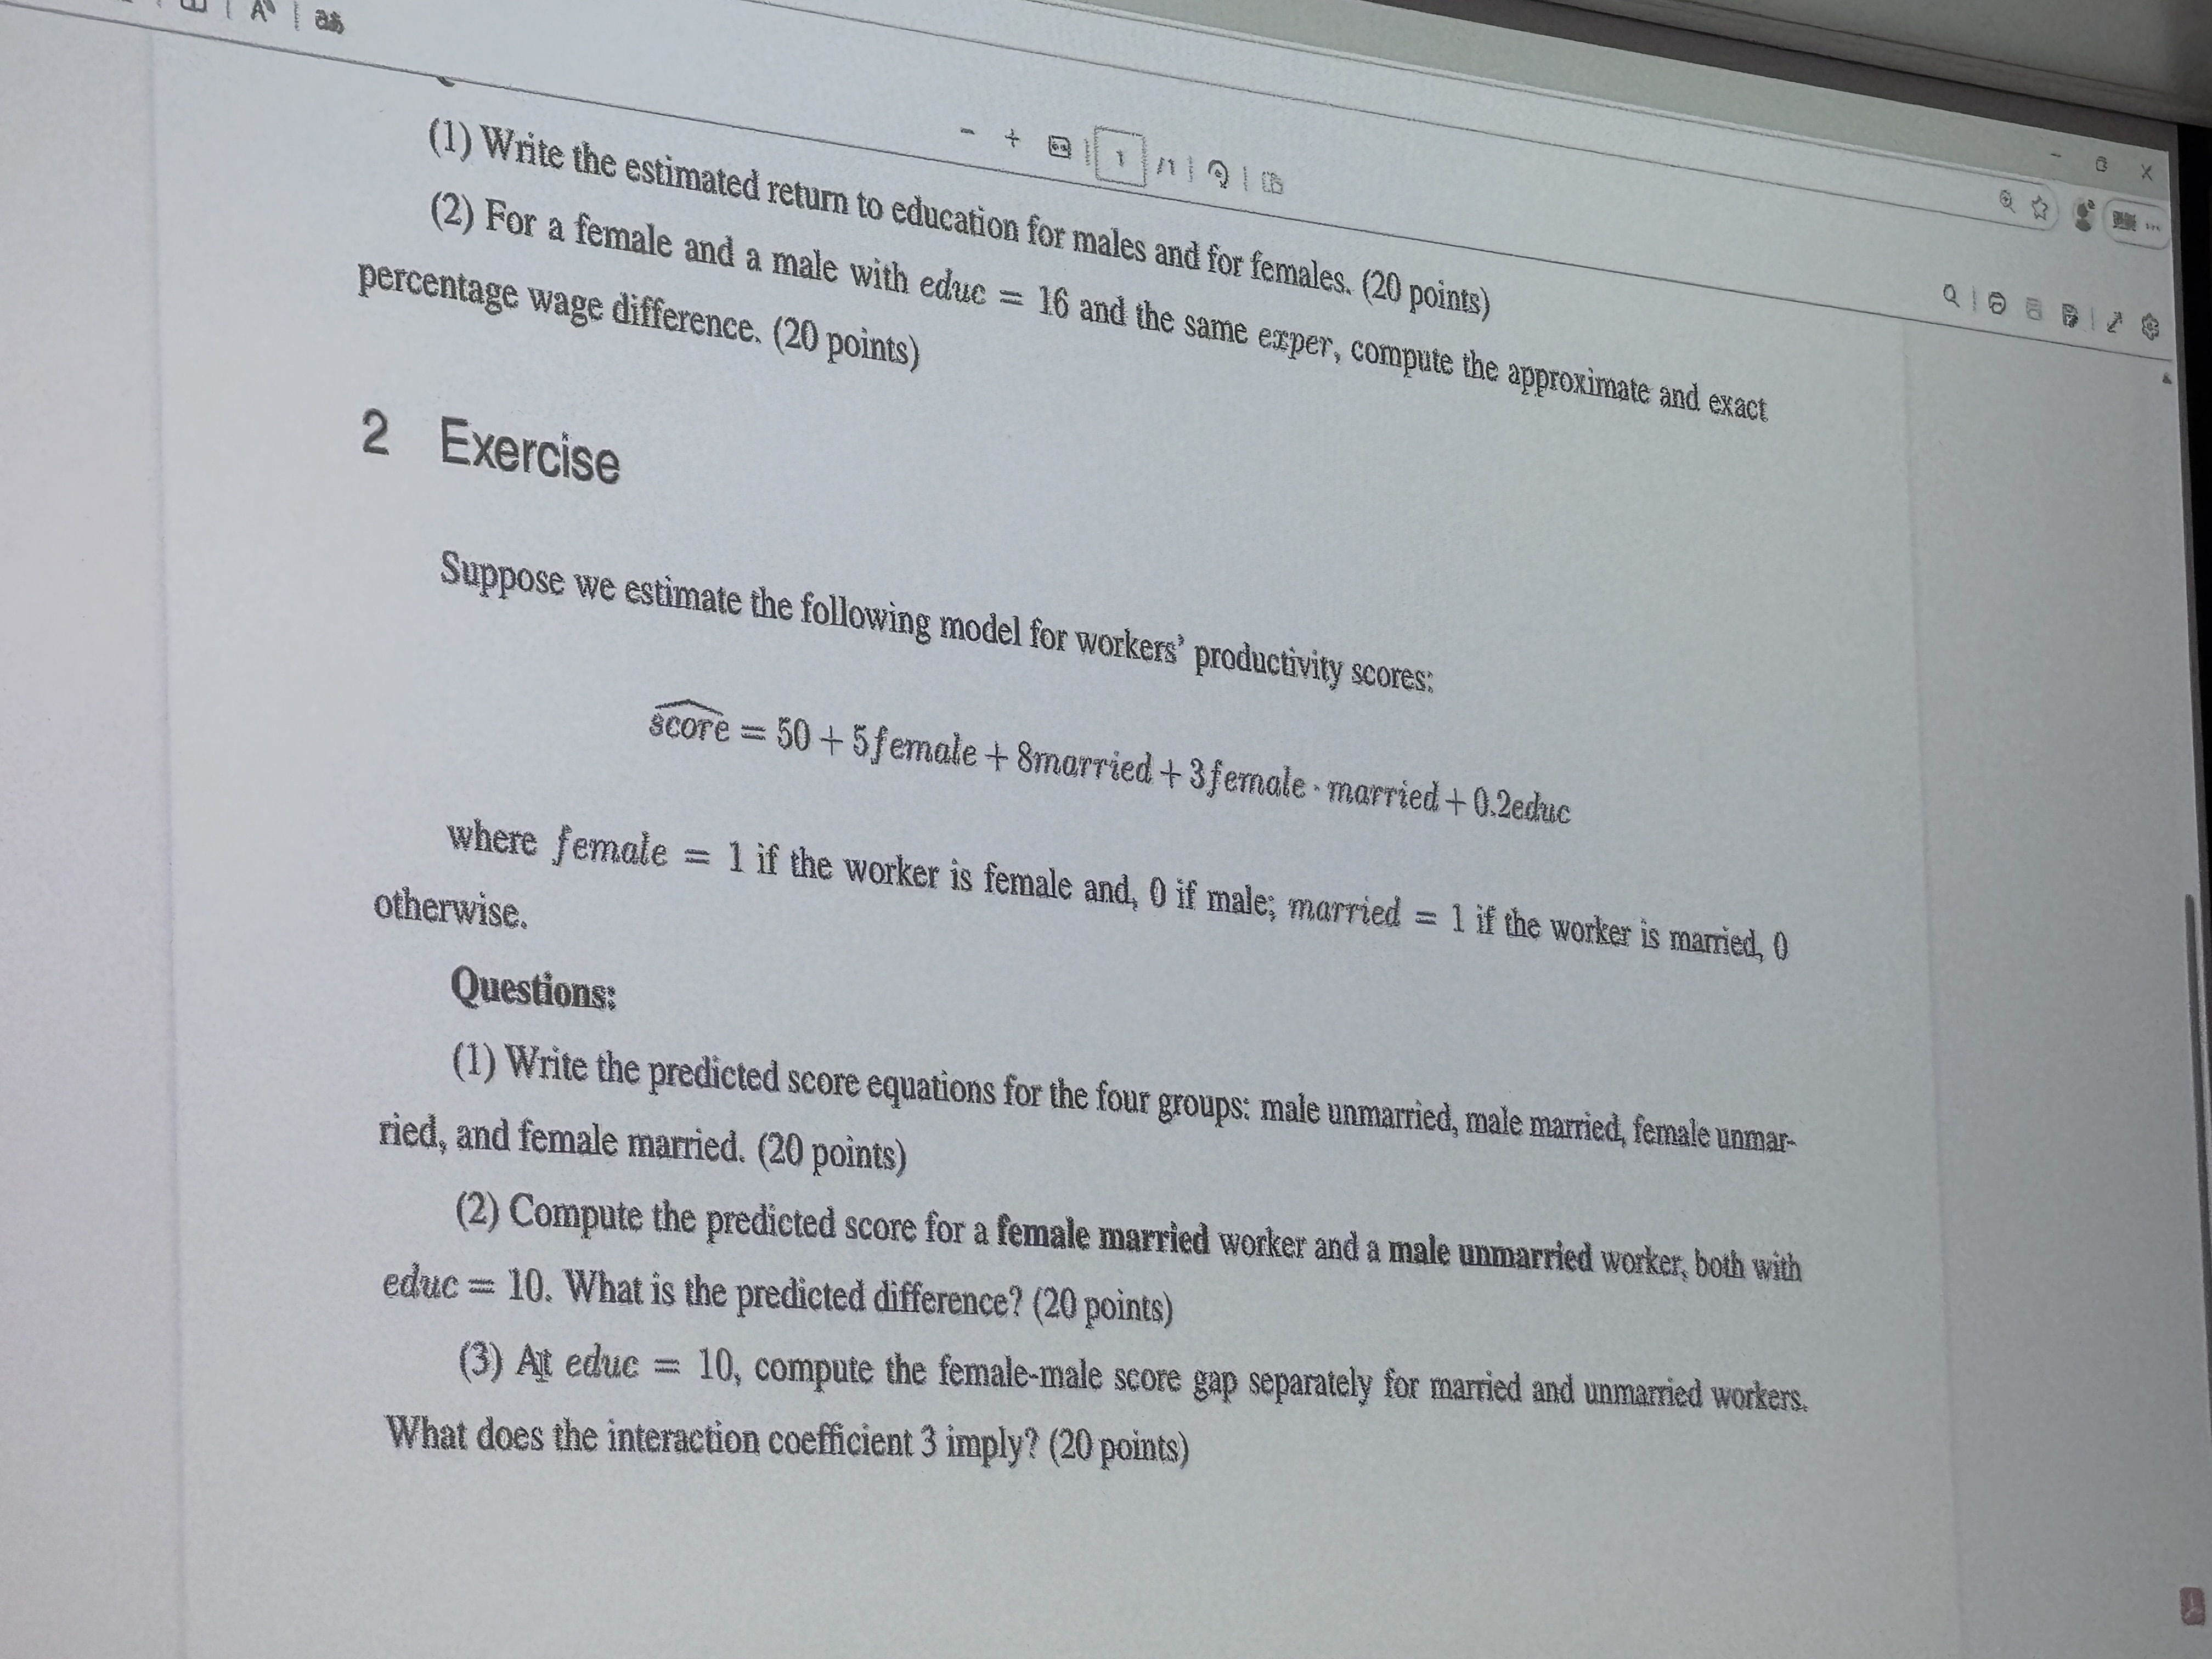 A | aあ
− + | 1 /1 | |
(1) Write the estimated return to education for males and for females. (20 points)
(2) For a female and a male with educ = 16 and the same exper, compute the approximate and exact
percentage wage difference. (20 points)
2 Exercise
Suppose we estimate the following model for workers' productivity scores:
\widehat{score} = 50 + 5female + 8married + 3female · married + 0.2educ
where female = 1 if the worker is female and, 0 if male; married = 1 if the worker is married, 0
otherwise.
Questions:
(1) Write the predicted score equations for the four groups: male unmarried, male married, female unmar-
ried, and female married. (20 points)
(2) Compute the predicted score for a female married worker and a male unmarried worker, both with
educ = 10. What is the predicted difference? (20 points)
(3) At educ = 10, compute the female-male score gap separately for married and unmarried workers.
What does the interaction coefficient 3 imply? (20 points)